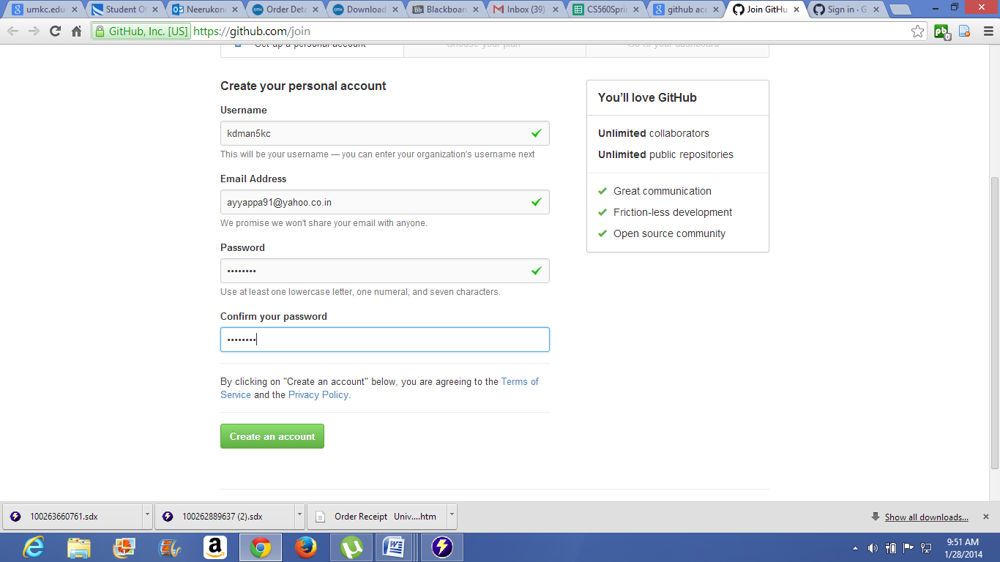 umkc.edu
Student Of
Neerukon
Order Deta
Download
Bb Blackboar
Inbox (39)
CS560Spri
github acc
Join GitHu
Sign in · G
GitHub, Inc. [US] https://github.com/join
Set up a personal account
Choose your plan
Go to your dashboard
Create your personal account
Username
kdman5kc
This will be your username — you can enter your organization's username next
Email Address
ayyappa91@yahoo.co.in
We promise we won't share your email with anyone.
Password
••••••••
Use at least one lowercase letter, one numeral, and seven characters.
Confirm your password
••••••••
By clicking on "Create an account" below, you are agreeing to the Terms of
Service and the Privacy Policy.
Create an account
You'll love GitHub
Unlimited collaborators
Unlimited public repositories
Great communication
Friction-less development
Open source community
100263660761.sdx
100262889637 (2).sdx
Order Receipt Univ....htm
Show all downloads...
9:51 AM
1/28/2014